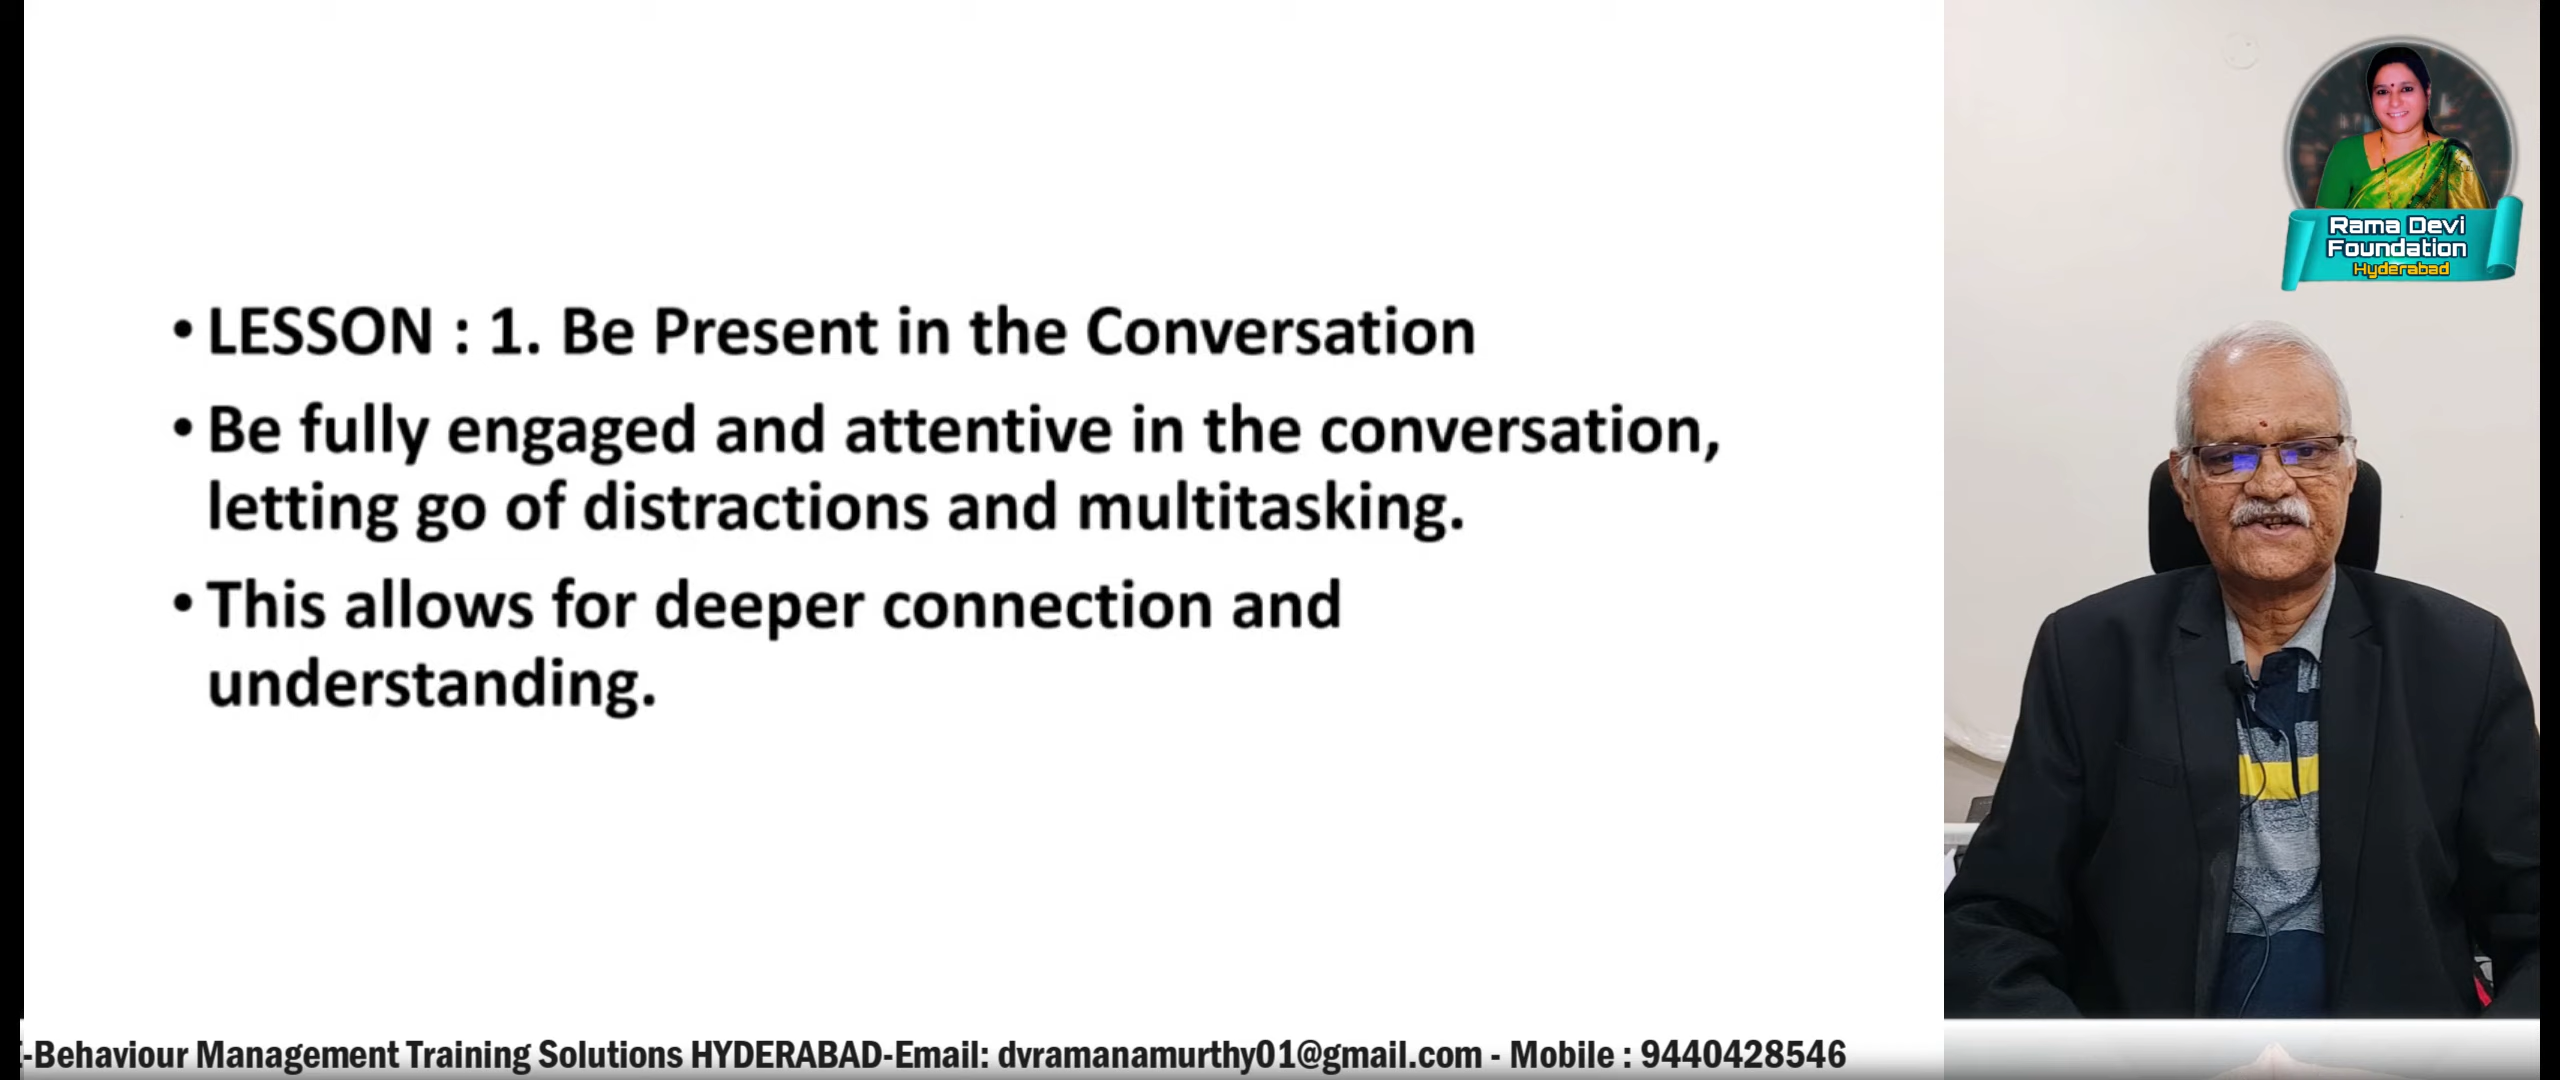 • LESSON : 1. Be Present in the Conversation
• Be fully engaged and attentive in the conversation,
letting go of distractions and multitasking.
• This allows for deeper connection and
understanding.
Rama Devi
Foundation
Hyderabad
-Behaviour Management Training Solutions HYDERABAD-Email: dvramanamurthy01@gmail.com - Mobile : 9440428546